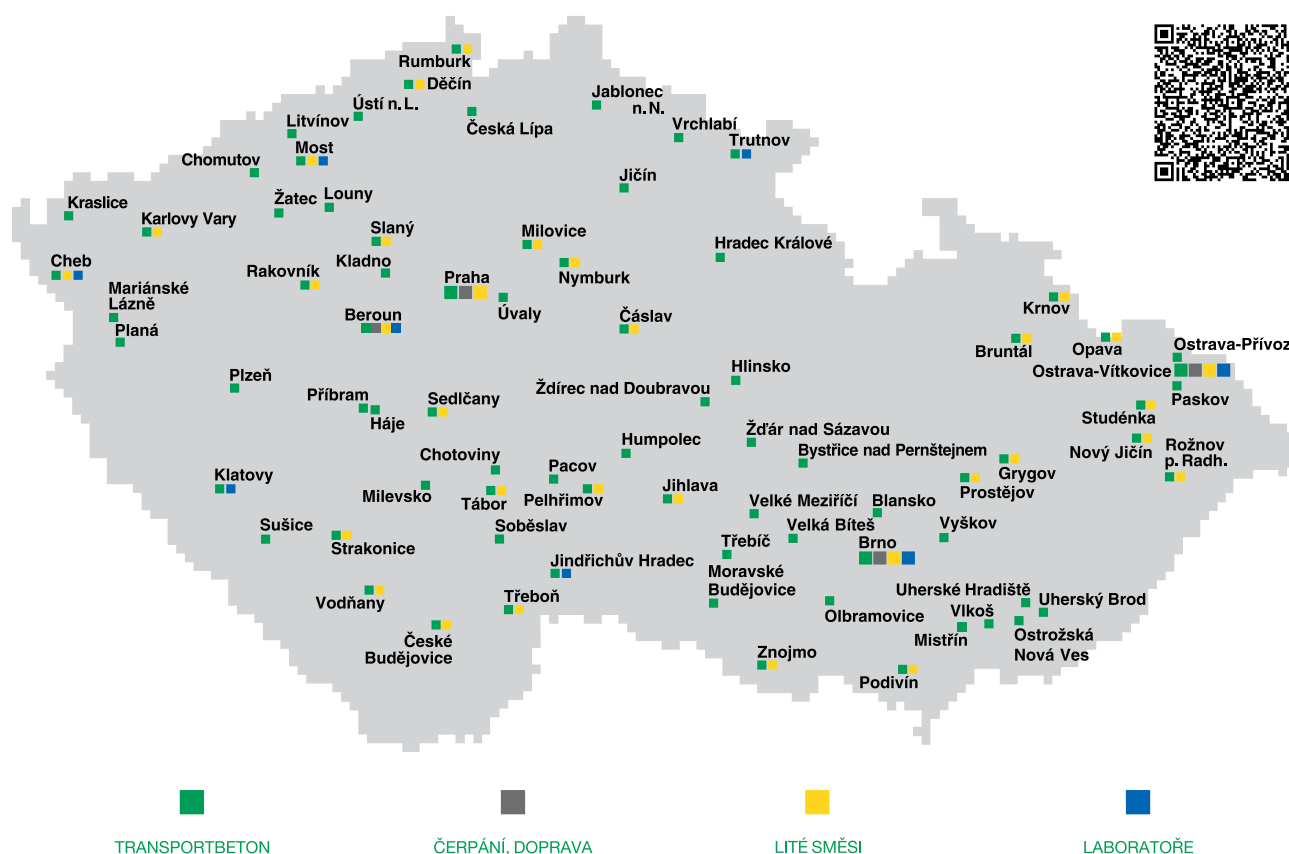 Rumburk
Děčín
Ústí n. L.
Litvínov
Česká Lípa
Jablonec
n. N.
Vrchlabí
Trutnov
Most
Chomutov
Jičín
Žatec
Louny
Kraslice
Karlovy Vary
Slaný
Milovice
Hradec Králové
Cheb
Rakovník
Kladno
Praha
Nymburk
Mariánské
Lázně
Planá
Beroun
Úvaly
Čáslav
Krnov
Bruntál
Opava
Ostrava-Přívoz
Ostrava-Vítkovice
Paskov
Plzeň
Příbram
Háje
Sedlčany
Ždírec nad Doubravou
Hlinsko
Studénka
Nový Jičín
Rožnov
p. Radh.
Žďár nad Sázavou
Humpolec
Bystřice nad Pernštejnem
Grygov
Prostějov
Chotoviny
Klatovy
Milevsko
Tábor
Pacov
Pelhřimov
Jihlava
Velké Meziříčí
Blansko
Velká Bíteš
Brno
Vyškov
Sušice
Strakonice
Soběslav
Třebíč
Jindřichův Hradec
Moravské
Budějovice
Vodňany
Třeboň
České
Budějovice
Olbramovice
Uherské Hradiště
Uherský Brod
Vlkoš
Mistřín
Ostrožská
Nová Ves
Znojmo
Podivín
TRANSPORTBETON
ČERPÁNÍ, DOPRAVA
LITÉ SMĚSI
LABORATOŘE